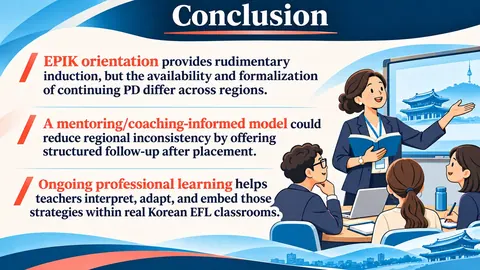 Conclusion
EPIK orientation provides rudimentary
induction, but the availability and formalization
of continuing PD differ across regions.
A mentoring/coaching-informed model could
reduce regional inconsistency by offering
structured follow-up after placement.
Ongoing professional learning helps
teachers interpret, adapt, and embed those
strategies within real Korean EFL classrooms.